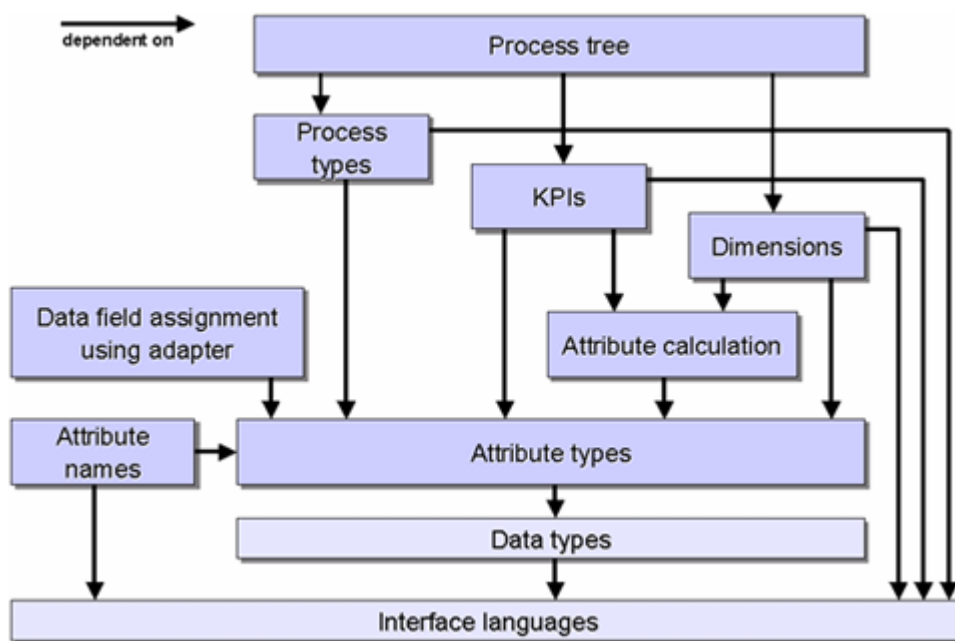 dependent on
Process tree
Process
types
KPIs
Dimensions
Data field assignment
using adapter
Attribute calculation
Attribute
names
Attribute types
Data types
Interface languages